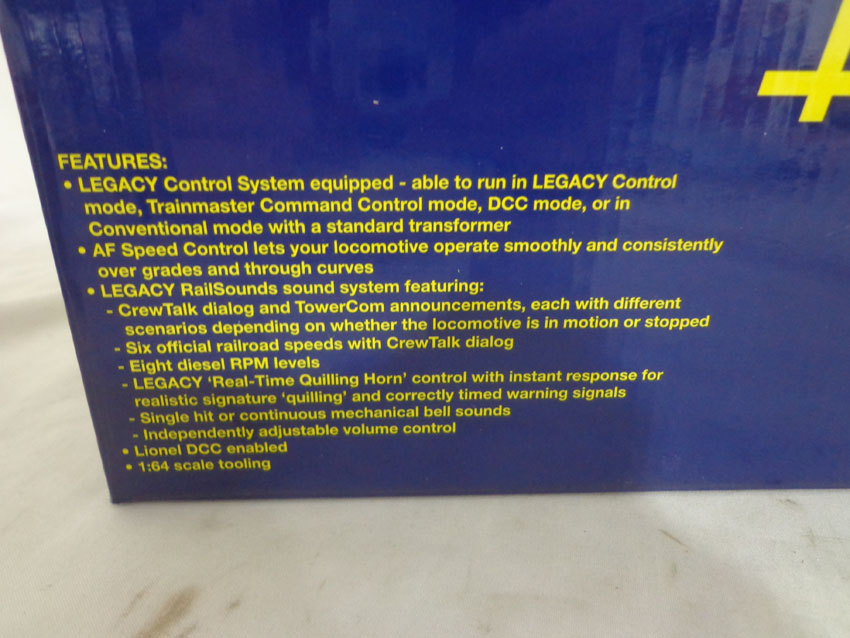 FEATURES:
• LEGACY Control System equipped - able to run in LEGACY Control
mode, Trainmaster Command Control mode, DCC mode, or in
Conventional mode with a standard transformer
• AF Speed Control lets your locomotive operate smoothly and consistently
over grades and through curves
• LEGACY RailSounds sound system featuring:
- CrewTalk dialog and TowerCom announcements, each with different
scenarios depending on whether the locomotive is in motion or stopped
- Six official railroad speeds with CrewTalk dialog
- Eight diesel RPM levels
- LEGACY 'Real-Time Quilling Horn' control with instant response for
realistic signature 'quilling' and correctly timed warning signals
- Single hit or continuous mechanical bell sounds
- Independently adjustable volume control
• Lionel DCC enabled
• 1:64 scale tooling